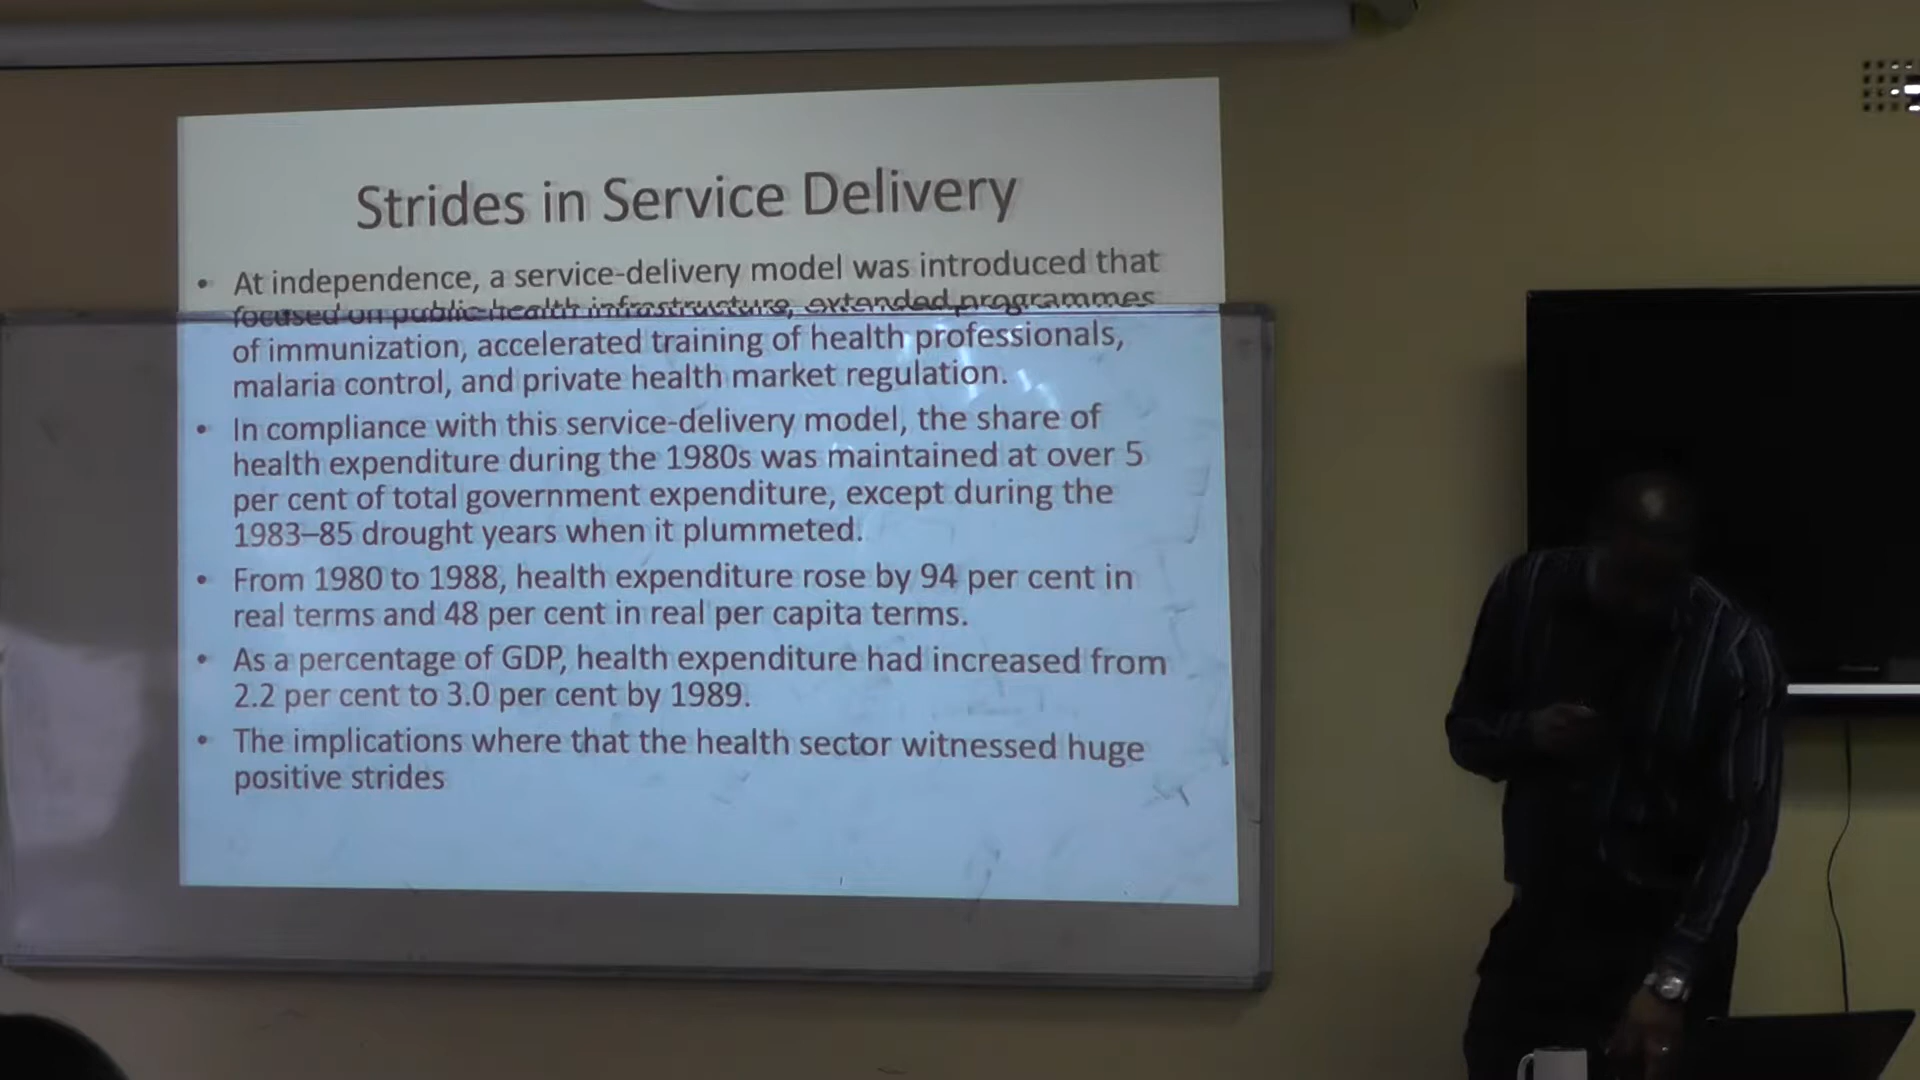 Strides in Service Delivery
• At independence, a service-delivery model was introduced that
focused on public health infrastructure, extended programmes
of immunization, accelerated training of health professionals,
malaria control, and private health market regulation.
• In compliance with this service-delivery model, the share of
health expenditure during the 1980s was maintained at over 5
per cent of total government expenditure, except during the
1983–85 drought years when it plummeted.
• From 1980 to 1988, health expenditure rose by 94 per cent in
real terms and 48 per cent in real per capita terms.
• As a percentage of GDP, health expenditure had increased from
2.2 per cent to 3.0 per cent by 1989.
• The implications where that the health sector witnessed huge
positive strides